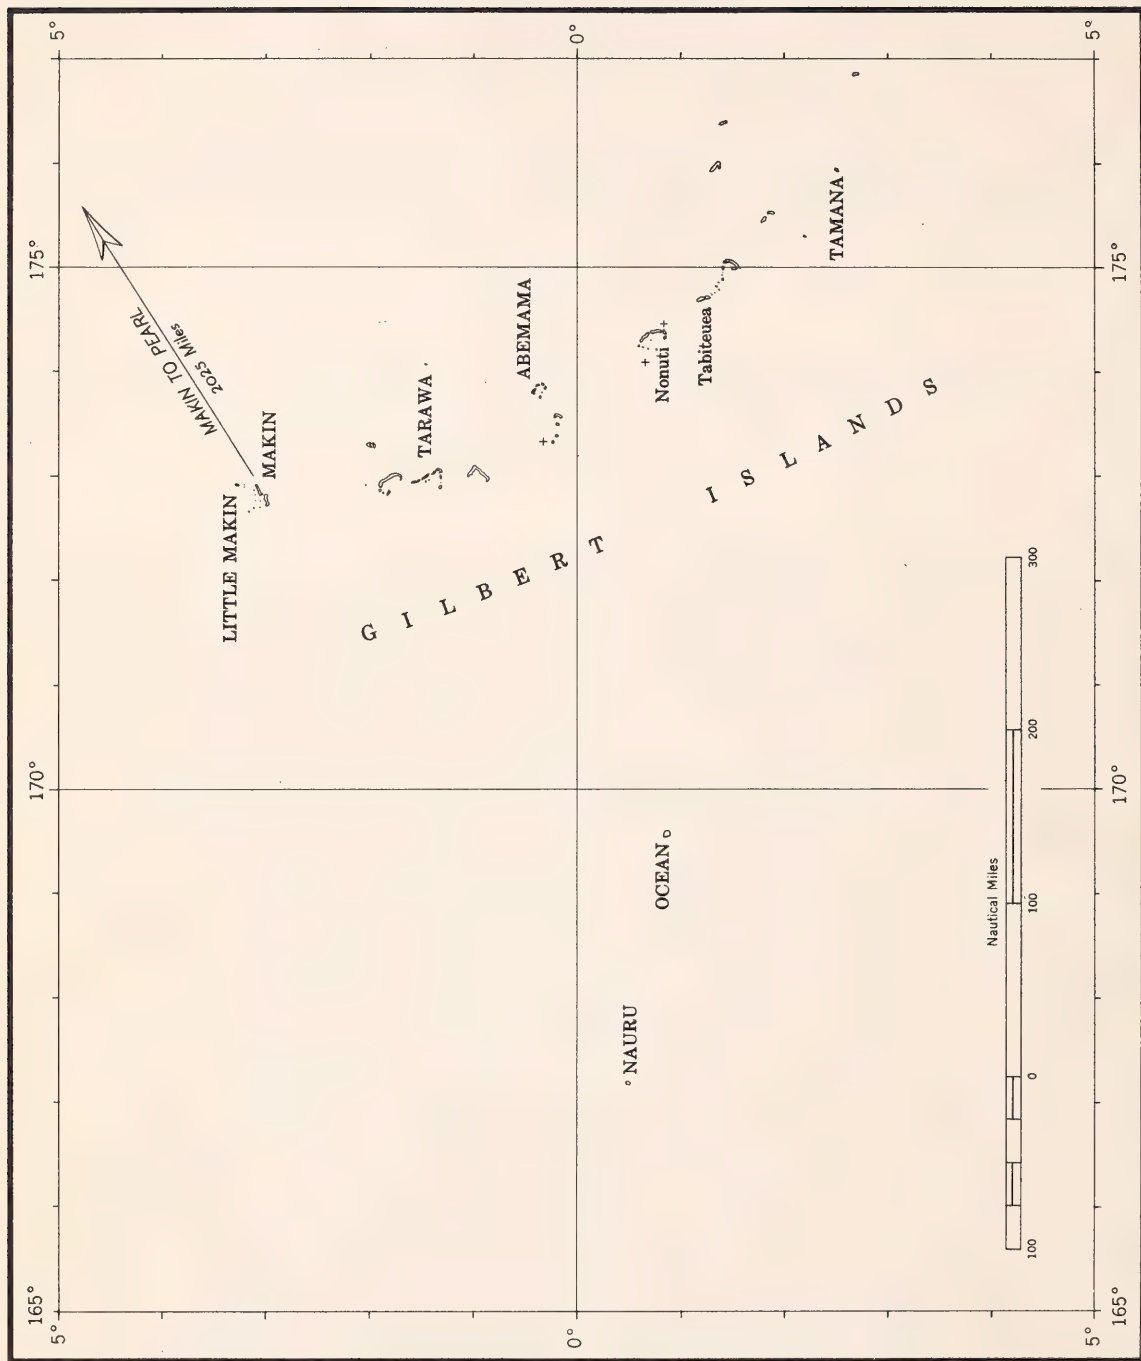 165°
170°
175°
5°
5°
MAKIN TO PEARL
2025 Miles
LITTLE MAKIN
MAKIN
TARAWA
ABEMAMA
GILBERT ISLANDS
0°
0°
NAURU
OCEAN
Nonuti
Tabiteuea
TAMANA
Nautical Miles
100
0
100
200
300
5°
5°
165°
170°
175°